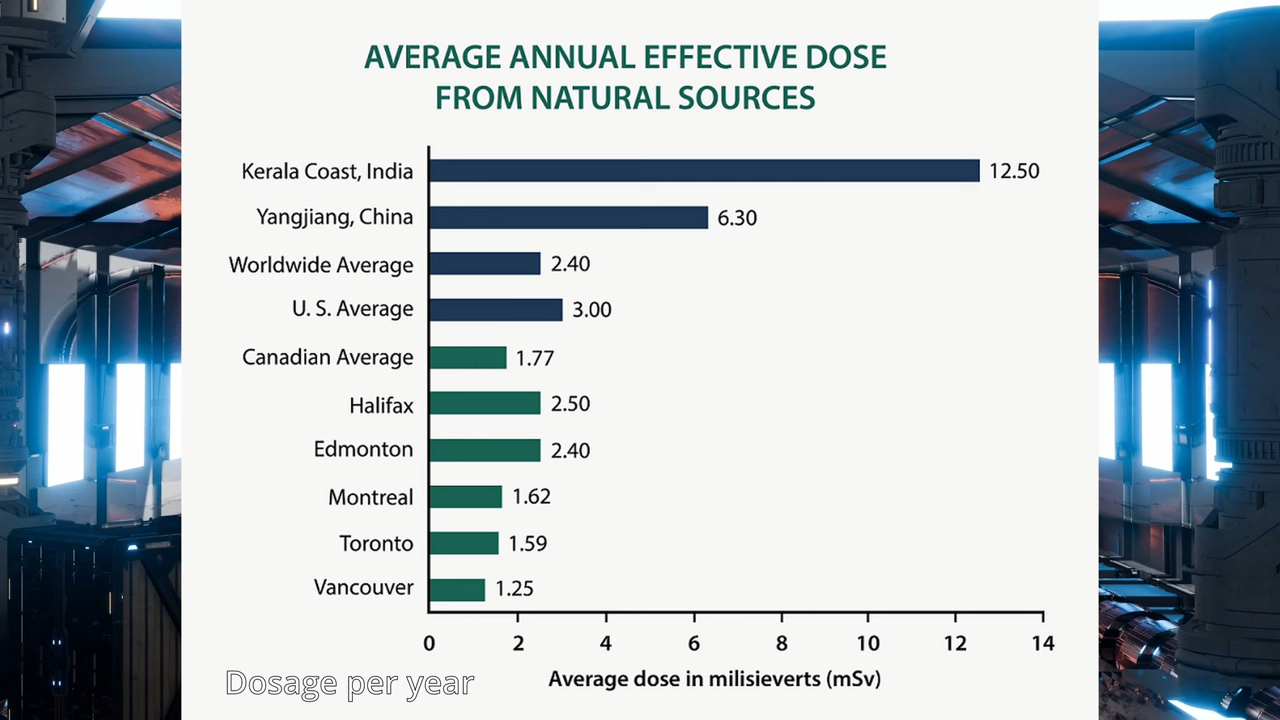 AVERAGE ANNUAL EFFECTIVE DOSE
FROM NATURAL SOURCES
Kerala Coast, India 12.50
Yangjiang, China 6.30
Worldwide Average 2.40
U. S. Average 3.00
Canadian Average 1.77
Halifax 2.50
Edmonton 2.40
Montreal 1.62
Toronto 1.59
Vancouver 1.25
0 2 4 6 8 10 12 14
Average dose in milisieverts (mSv)
Dosage per year